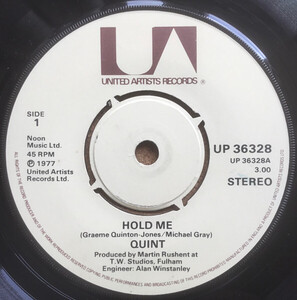 UA
UNITED ARTISTS RECORDS
SIDE
1
Noon
Music Ltd.
45 RPM
℗ 1977
United Artists
Records Ltd.
UP 36328
UP 36328A
3.00
STEREO
HOLD ME
(Graeme Quinton-Jones/Michael Gray)
QUINT
Produced by Martin Rushent at
T.W. Studios, Fulham
Engineer: Alan Winstanley